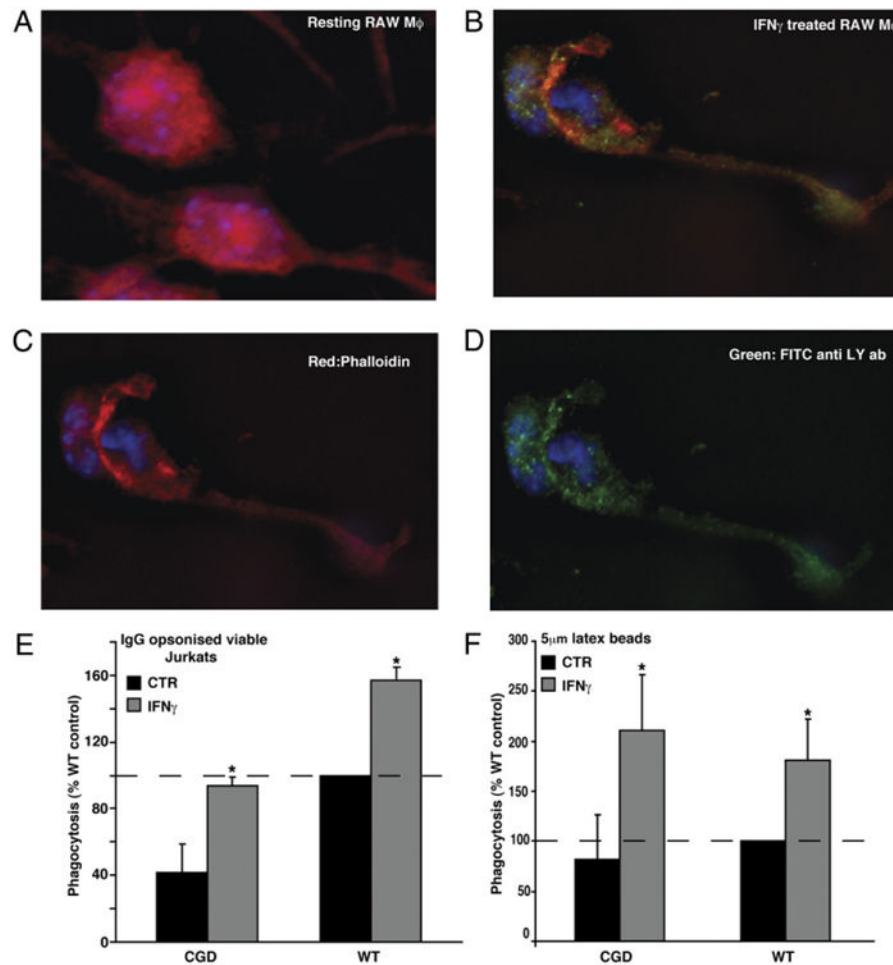 A
Resting RAW Mϕ
B
IFNγ treated RAW Mϕ
C
Red:Phalloidin
D
Green: FITC anti LY ab
E
IgG opsonised viable
Jurkats
CTR
IFNγ
Phagocytosis (% WT control)
160
120
80
40
0
*
*
CGD
WT
F
5μm latex beads
CTR
IFNγ
Phagocytosis (% WT control)
300
250
200
150
100
50
0
*
*
CGD
WT